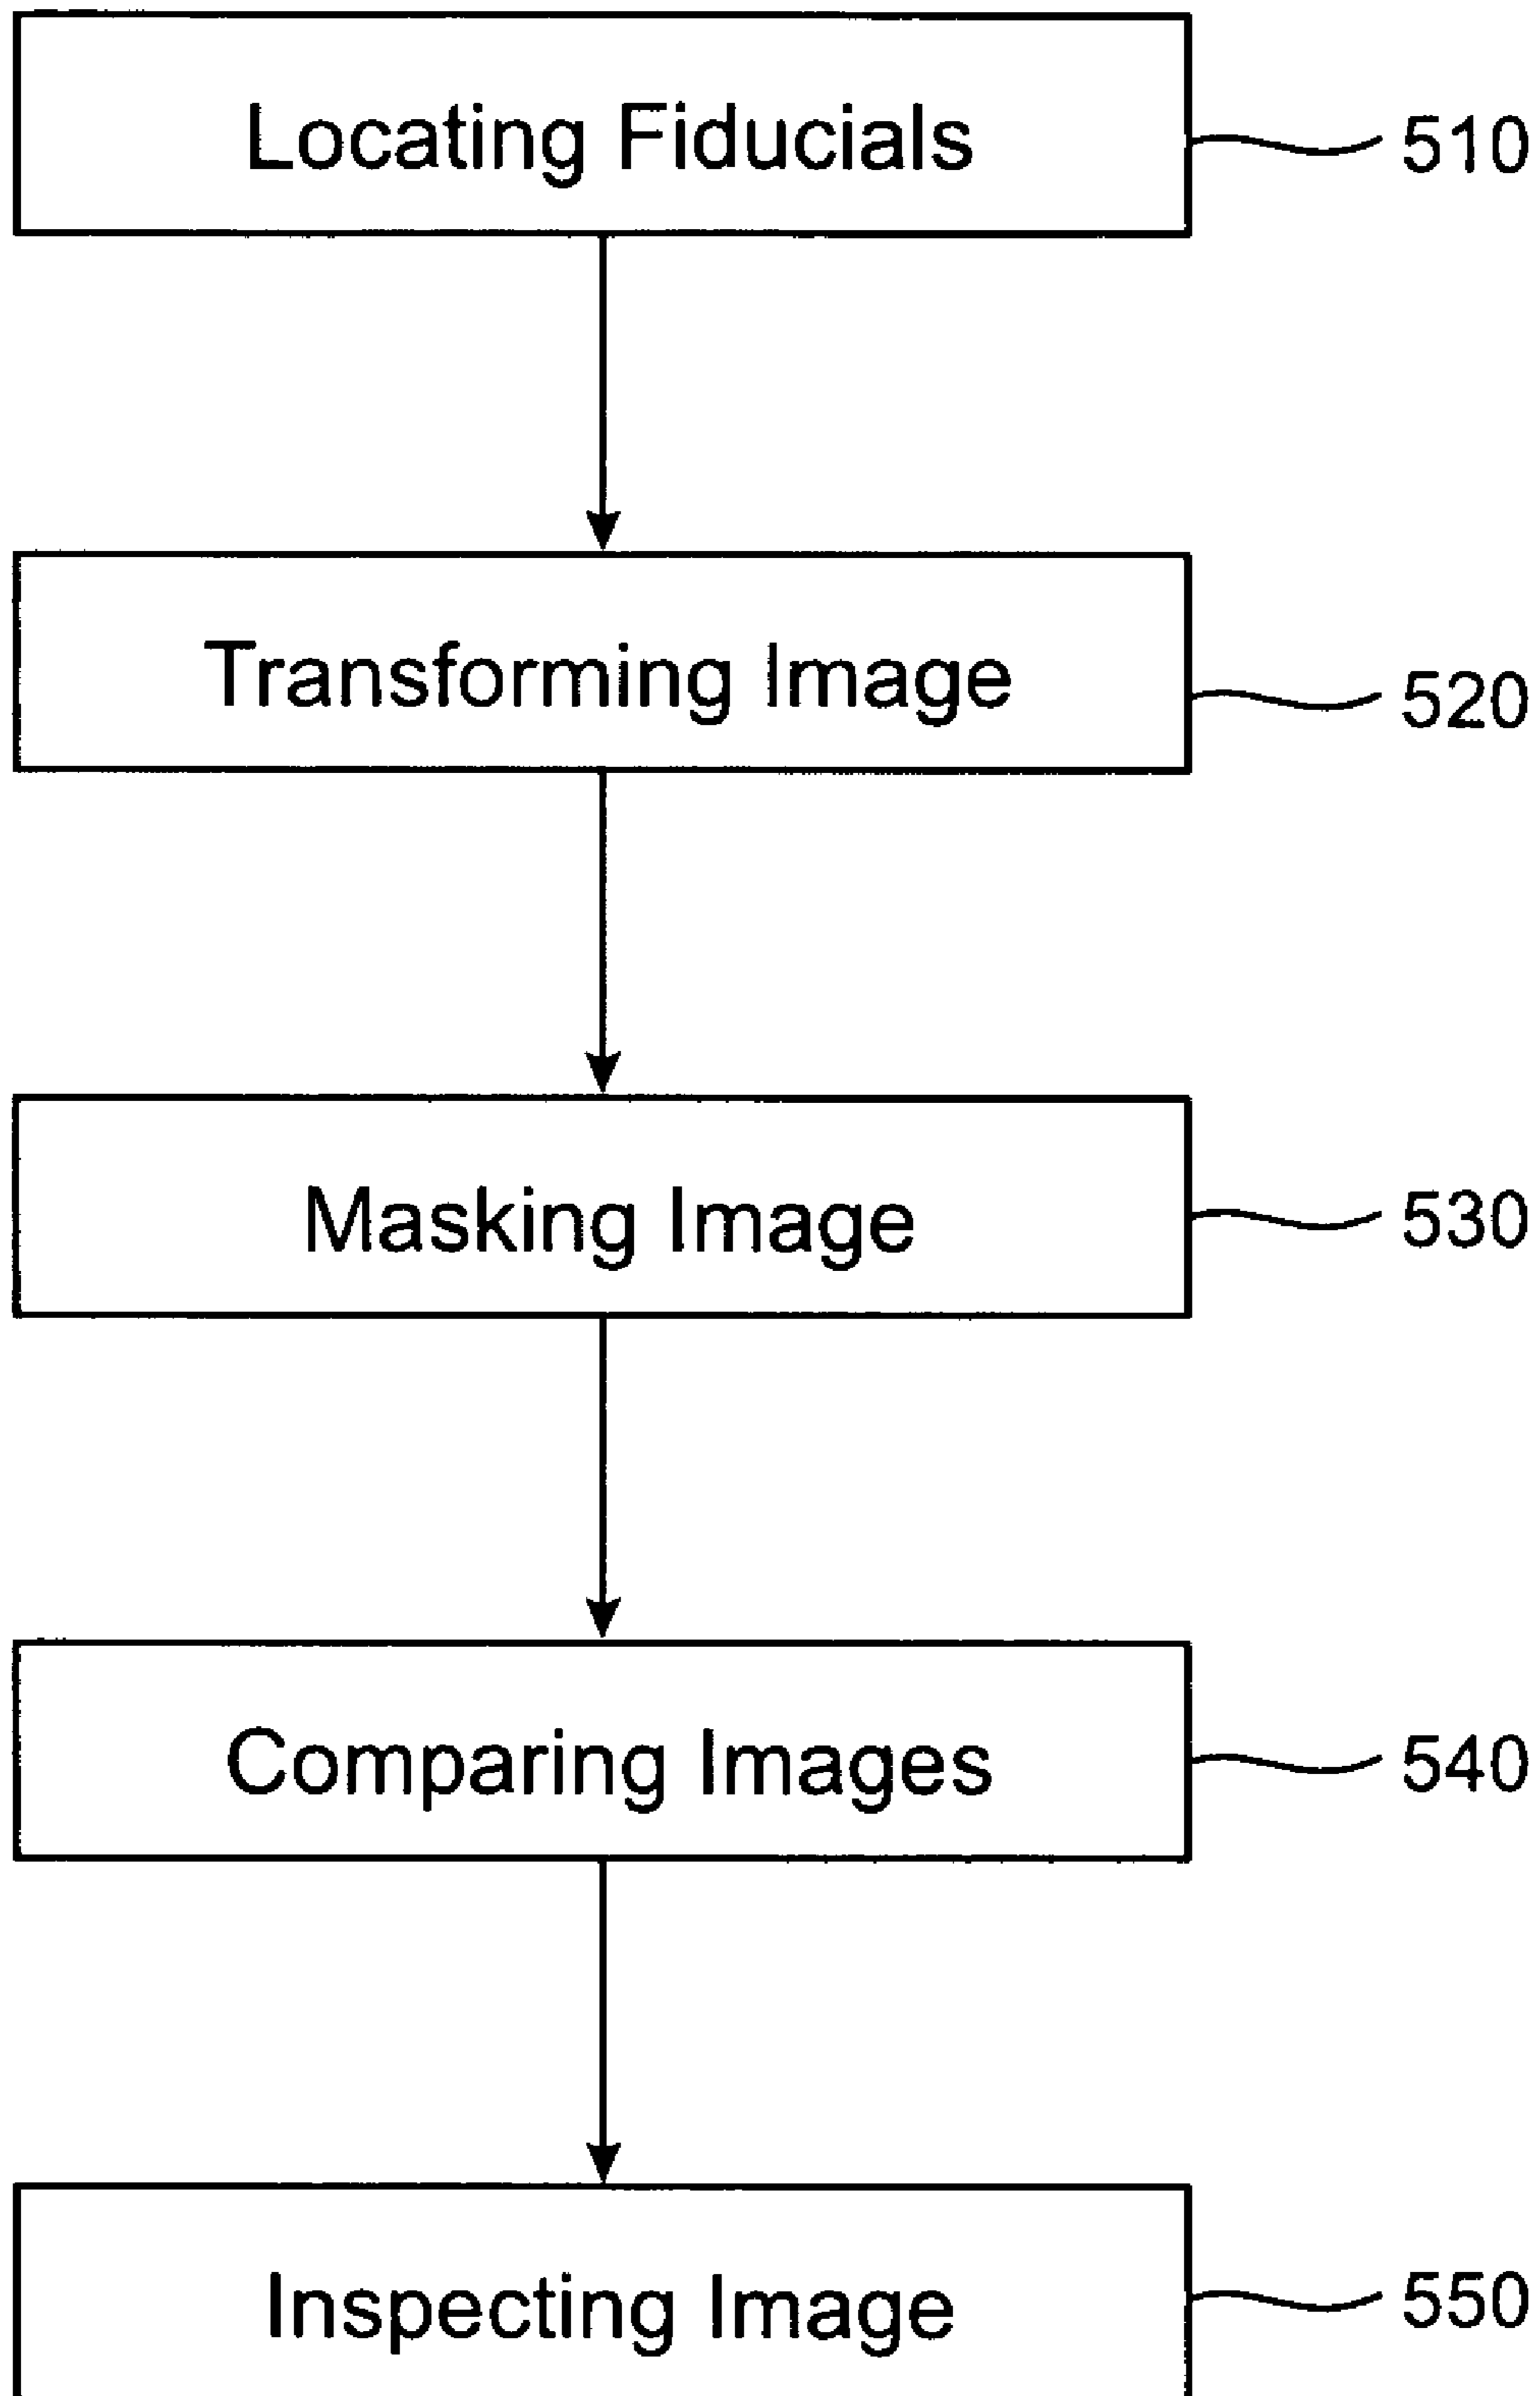 Locating Fiducials
510
Transforming Image
520
Masking Image
530
Comparing Images
540
Inspecting Image
550